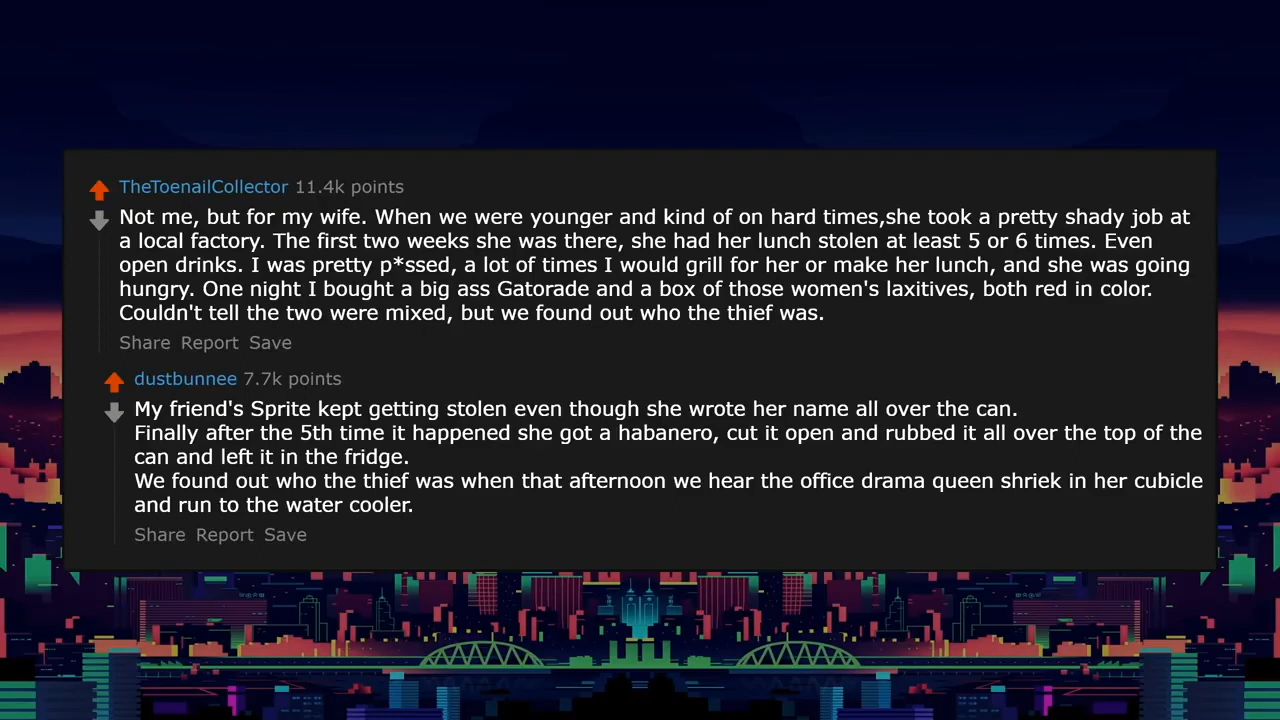 TheToenailCollector 11.4k points
Not me, but for my wife. When we were younger and kind of on hard times,she took a pretty shady job at
a local factory. The first two weeks she was there, she had her lunch stolen at least 5 or 6 times. Even
open drinks. I was pretty p*ssed, a lot of times I would grill for her or make her lunch, and she was going
hungry. One night I bought a big ass Gatorade and a box of those women's laxitives, both red in color.
Couldn't tell the two were mixed, but we found out who the thief was.
Share Report Save
dustbunnee 7.7k points
My friend's Sprite kept getting stolen even though she wrote her name all over the can.
Finally after the 5th time it happened she got a habanero, cut it open and rubbed it all over the top of the
can and left it in the fridge.
We found out who the thief was when that afternoon we hear the office drama queen shriek in her cubicle
and run to the water cooler.
Share Report Save